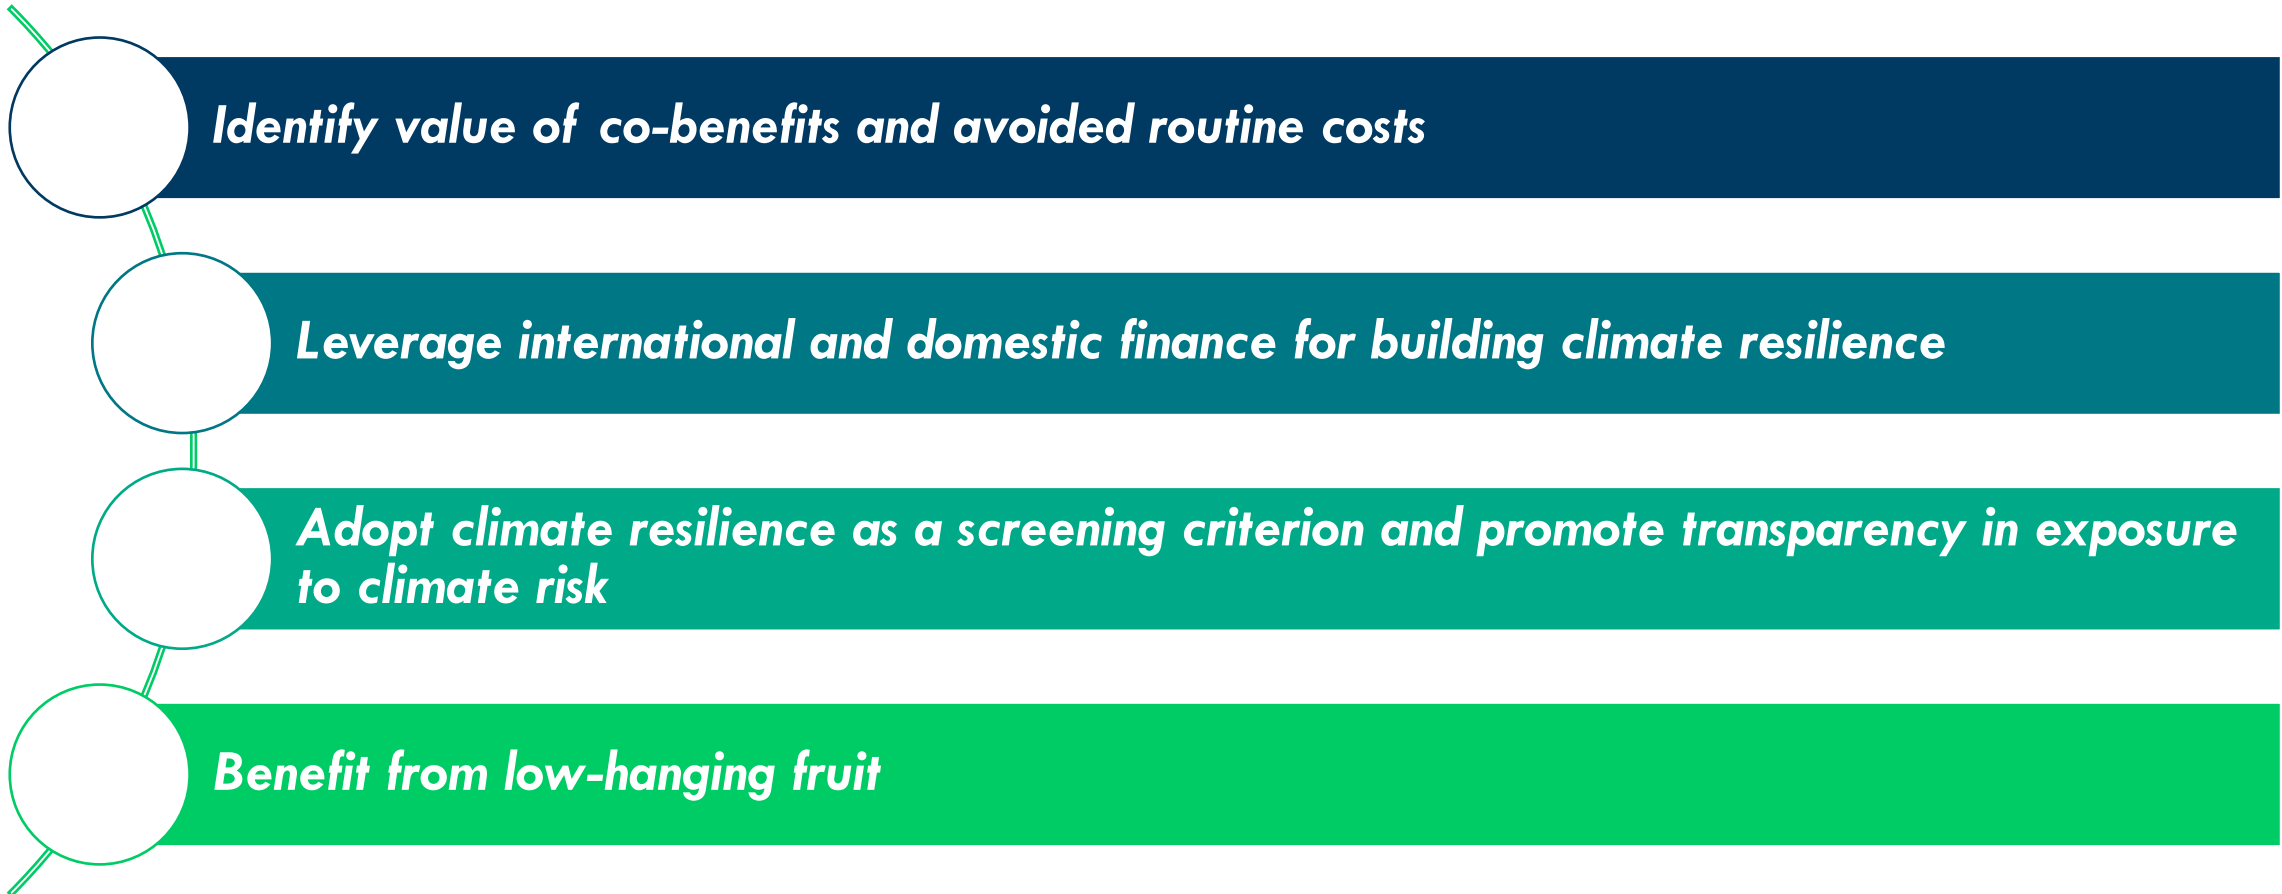 Identify value of co-benefits and avoided routine costs
Leverage international and domestic finance for building climate resilience
Adopt climate resilience as a screening criterion and promote transparency in exposure
to climate risk
Benefit from low-hanging fruit